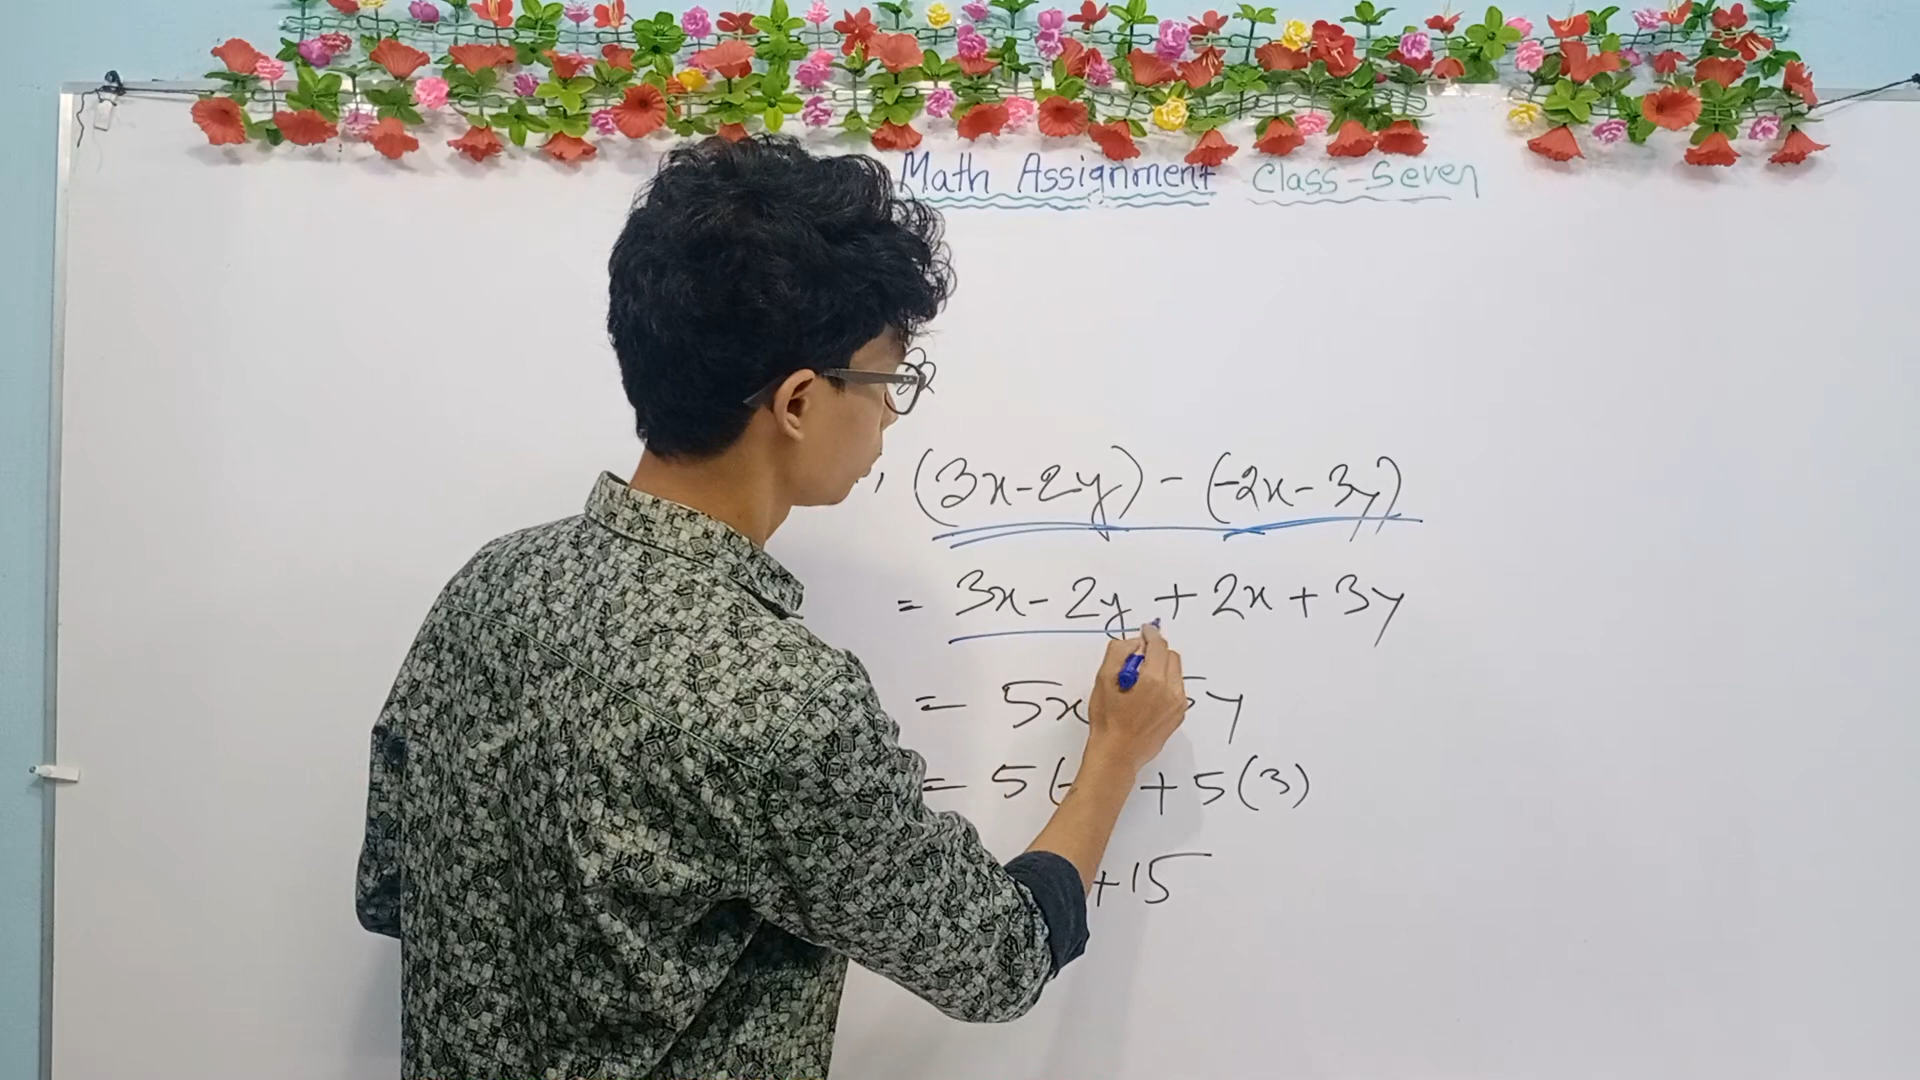 Math Assignment Class-Seven
(3x-2y) - (-2x-3y)
= 3x - 2y + 2x + 3y
= 5x 5y
= 5(- + 5(3)
+15